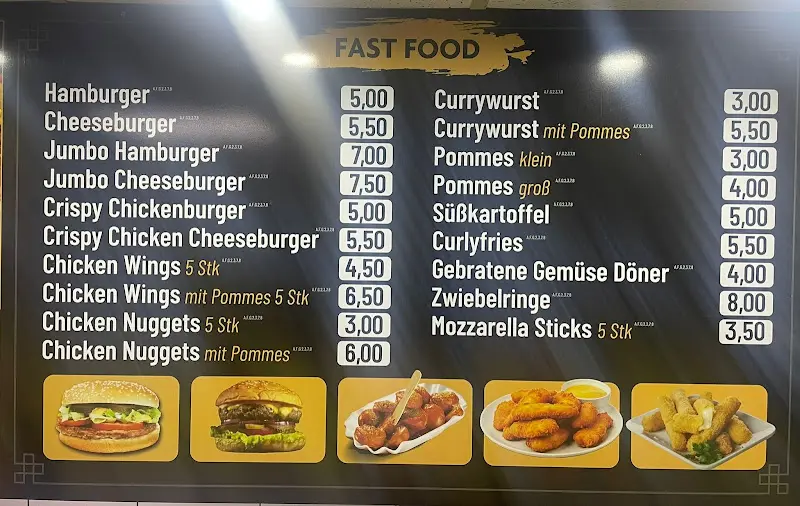 FAST FOOD
Hamburger 5,00
Cheeseburger 5,50
Jumbo Hamburger 7,00
Jumbo Cheeseburger 7,50
Crispy Chickenburger 5,00
Crispy Chicken Cheeseburger 5,50
Chicken Wings 5 Stk 4,50
Chicken Wings mit Pommes 5 Stk 6,50
Chicken Nuggets 5 Stk 3,00
Chicken Nuggets mit Pommes 6,00
Currywurst 3,00
Currywurst mit Pommes 5,50
Pommes klein 3,00
Pommes groß 4,00
Süßkartoffel 5,00
Curlyfries 5,50
Gebratene Gemüse Döner 4,00
Zwiebelringe 8,00
Mozzarella Sticks 5 Stk 3,50